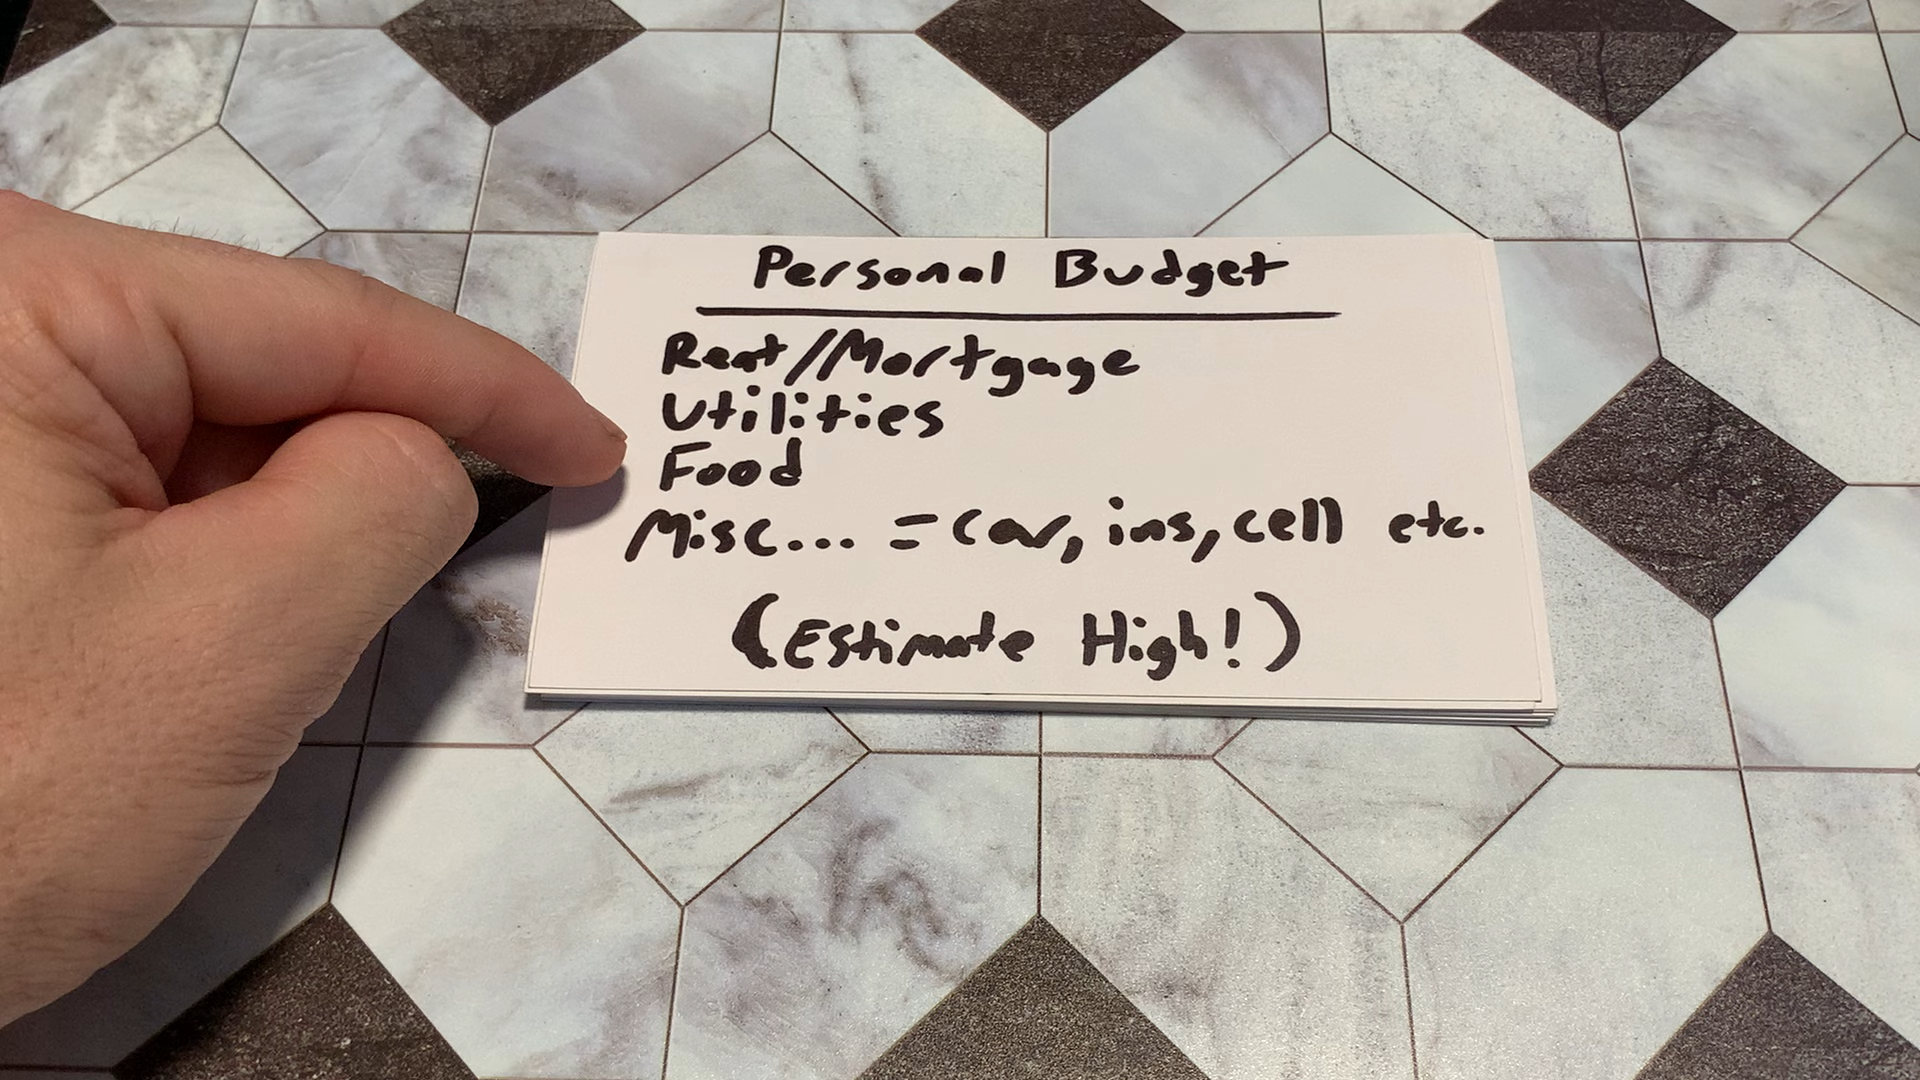 Personal Budget
Rent/Mortgage
Utilities
Food
Misc... = Car, ins, cell etc.
(Estimate High!)